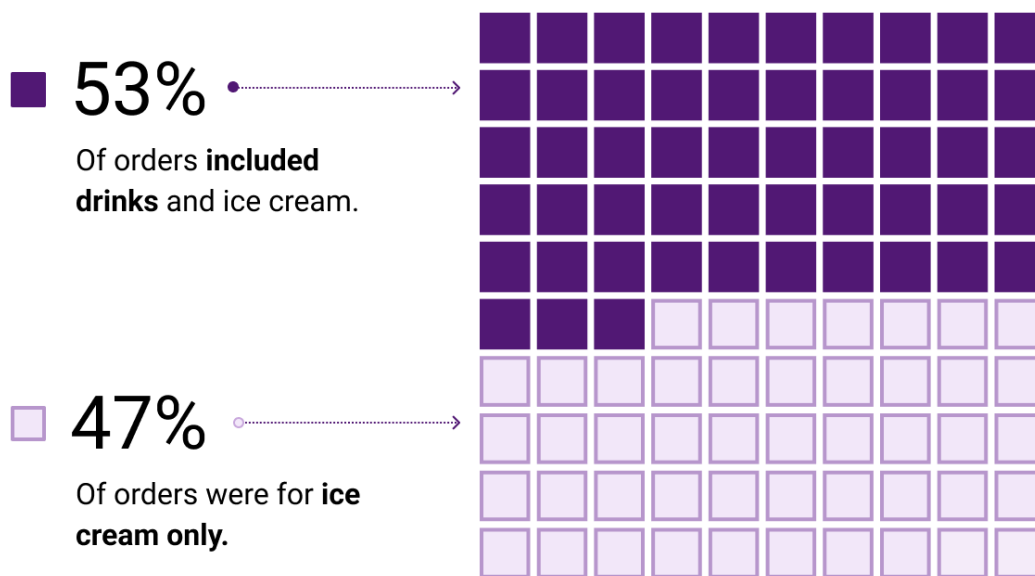 53%
Of orders included
drinks and ice cream.
47%
Of orders were for ice
cream only.